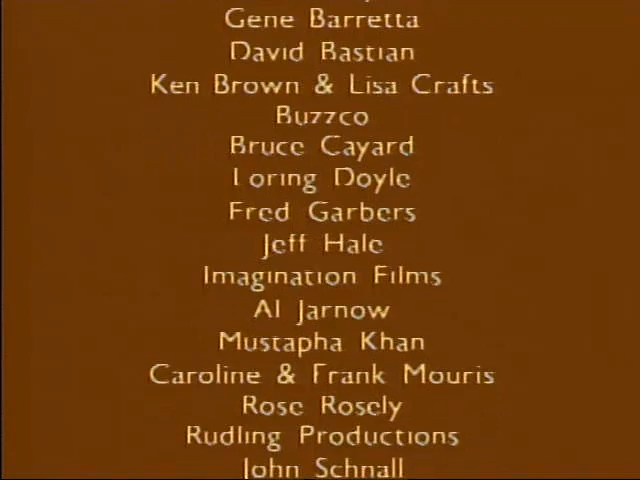 Gene Barretta
David Bastian
Ken Brown & Lisa Crafts
Buzzco
Bruce Cayard
Loring Doyle
Fred Garbers
Jeff Hale
Imagination Films
Al Jarnow
Mustapha Khan
Caroline & Frank Mouris
Rose Rosely
Rudling Productions
John Schnall